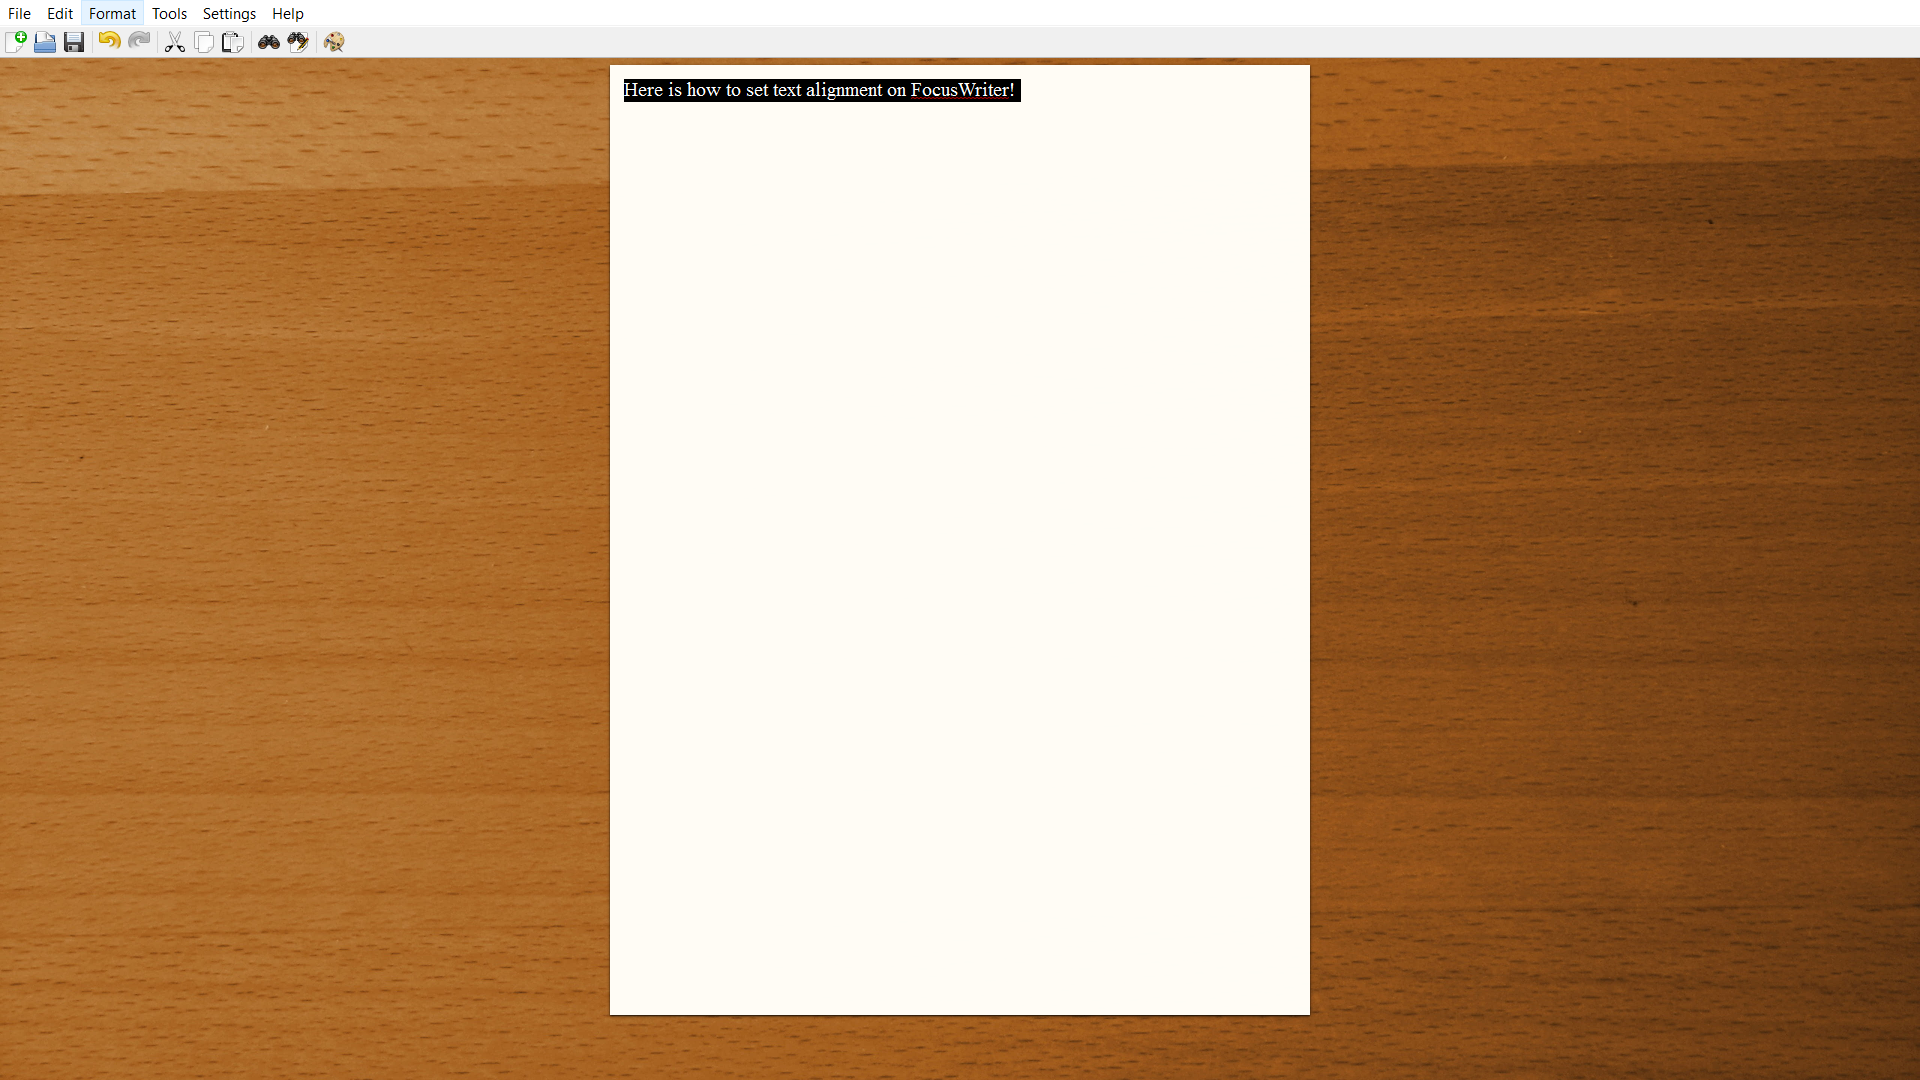 File Edit Format Tools Settings Help
Here is how to set text alignment on FocusWriter!